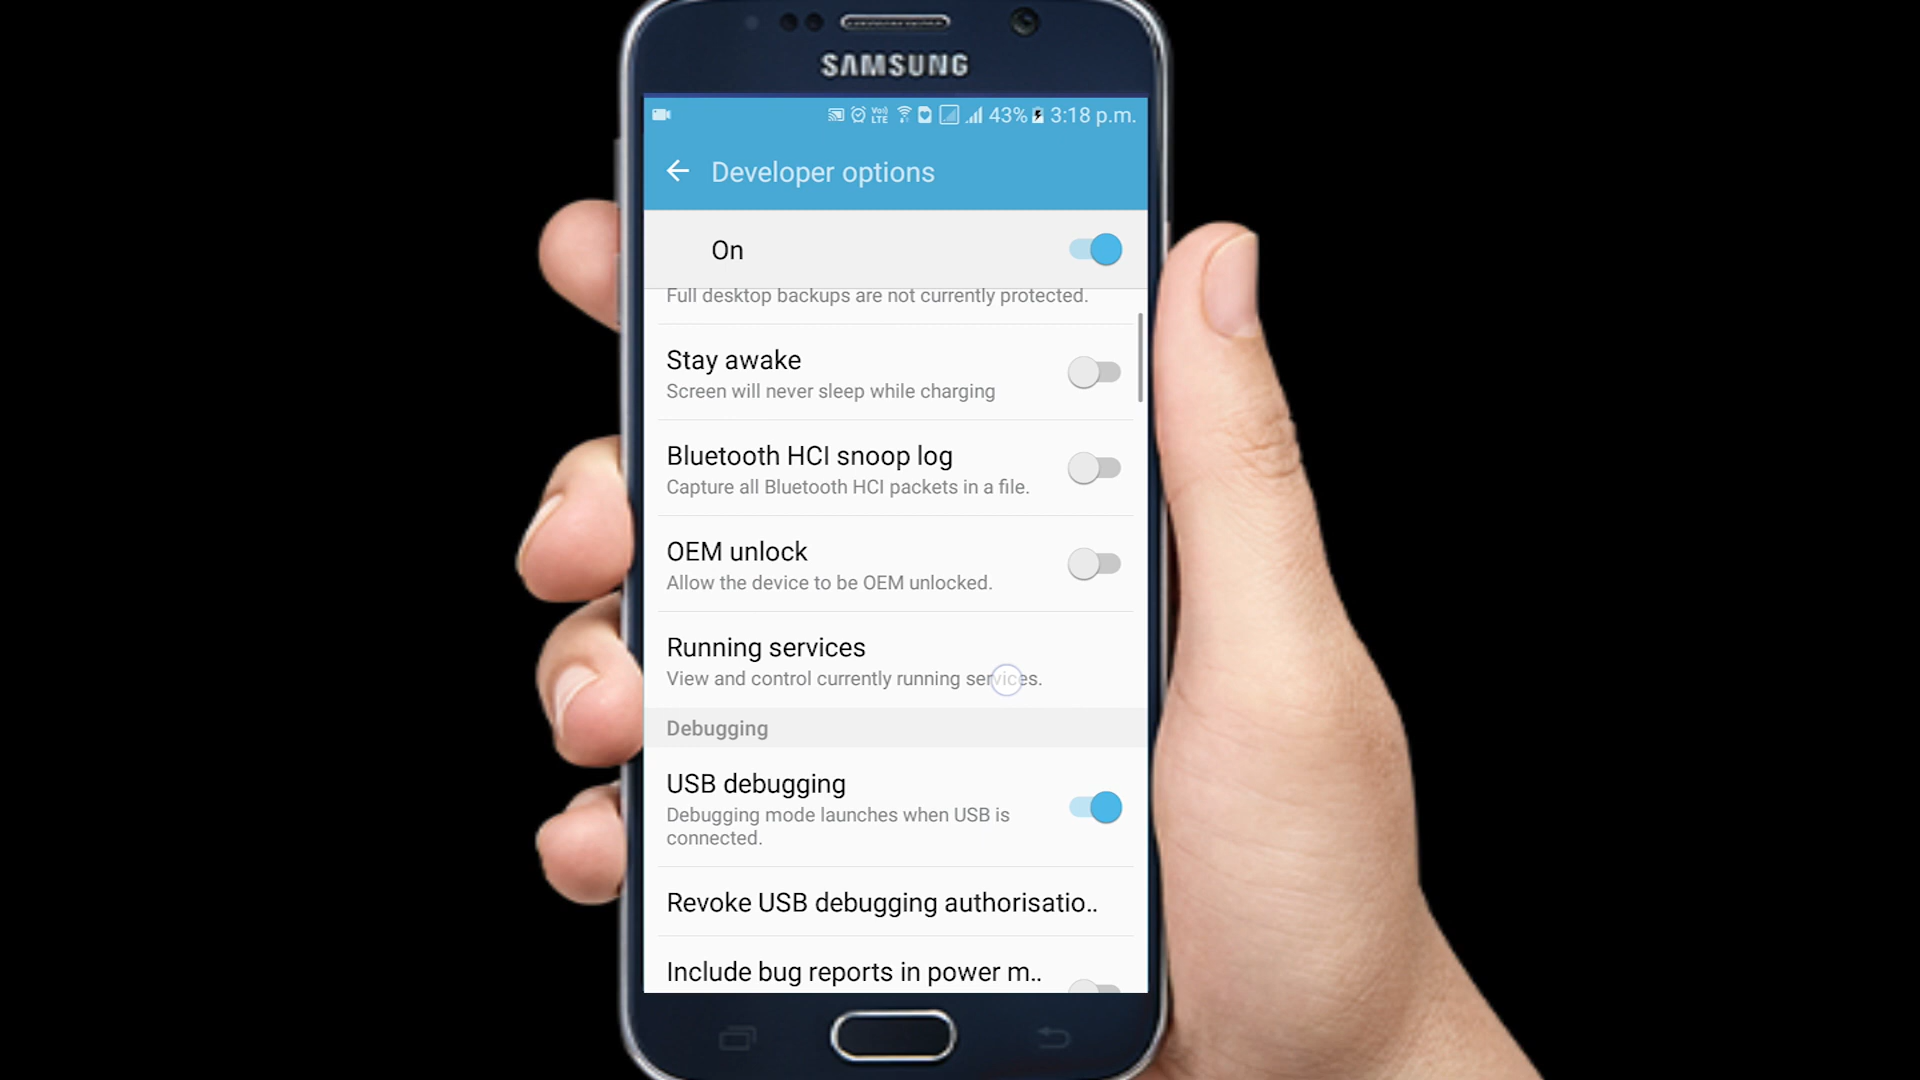 SAMSUNG
Vo))
LTE
43% 3:18 p.m.
Developer options
On
Full desktop backups are not currently protected.
Stay awake
Screen will never sleep while charging
Bluetooth HCI snoop log
Capture all Bluetooth HCI packets in a file.
OEM unlock
Allow the device to be OEM unlocked.
Running services
View and control currently running services.
Debugging
USB debugging
Debugging mode launches when USB is
connected.
Revoke USB debugging authorisatio..
Include bug reports in power m..